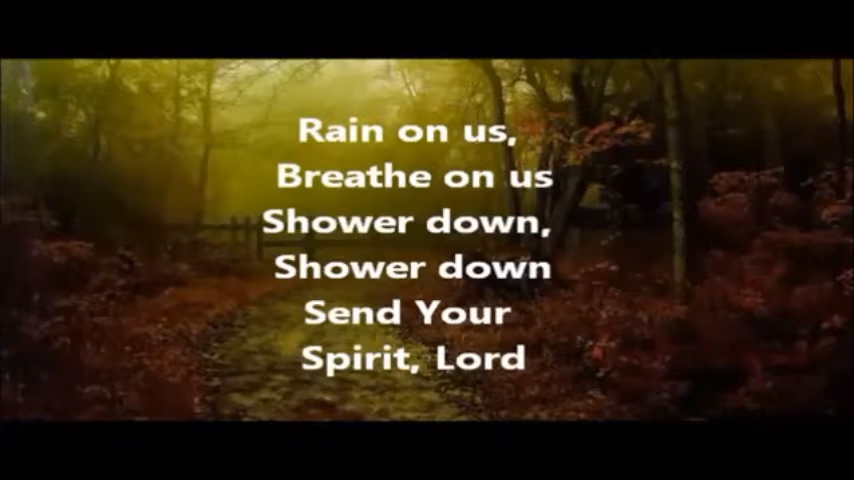 Rain on us,
Breathe on us
Shower down,
Shower down
Send Your
Spirit, Lord